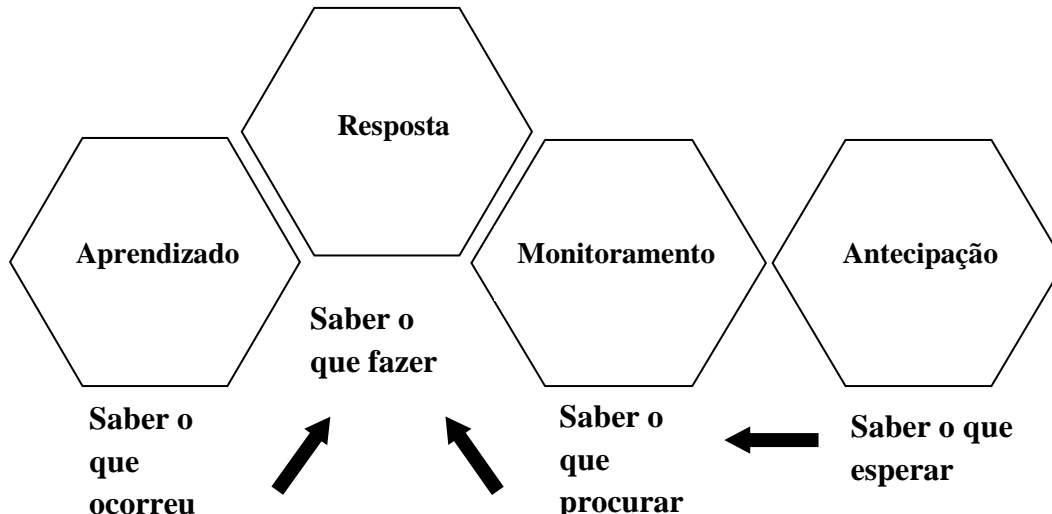 Resposta
Aprendizado
Monitoramento
Antecipação
Saber o
que fazer
Saber o
que
ocorreu
Saber o
que
procurar
Saber o que
esperar